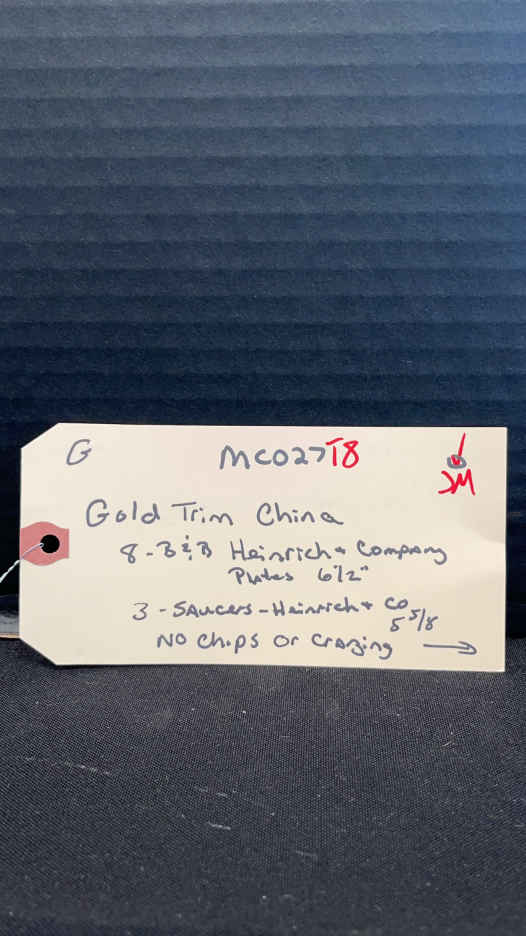 G MCO27T8
JM
Gold Trim China
8 - B & B Heinrich + Company
Plates 6 1/2"
3 - Saucers - Heinrich + CO
5 5/8
NO Chips Or Crazing →